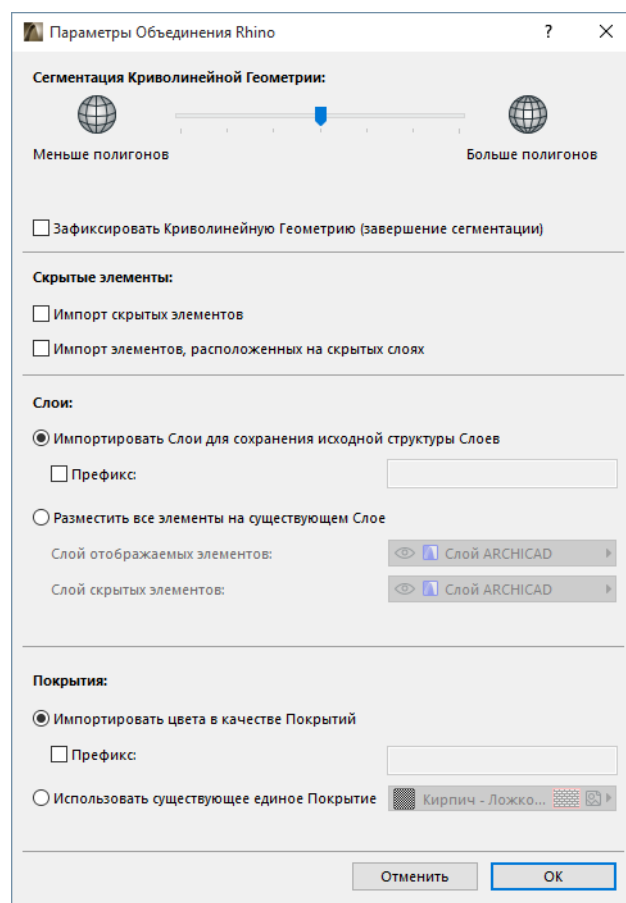 Параметры Объединения Rhino
Сегментация Криволинейной Геометрии:
Меньше полигонов
Больше полигонов
Зафиксировать Криволинейную Геометрию (завершение сегментации)
Скрытые элементы:
Импорт скрытых элементов
Импорт элементов, расположенных на скрытых слоях
Слои:
Импортировать Слои для сохранения исходной структуры Слоев
Префикс:
Разместить все элементы на существующем Слое
Слой отображаемых элементов: Слой ARCHICAD
Слой скрытых элементов: Слой ARCHICAD
Покрытия:
Импортировать цвета в качестве Покрытий
Префикс:
Использовать существующее единое Покрытие Кирпич - Ложко...
Отменить OK